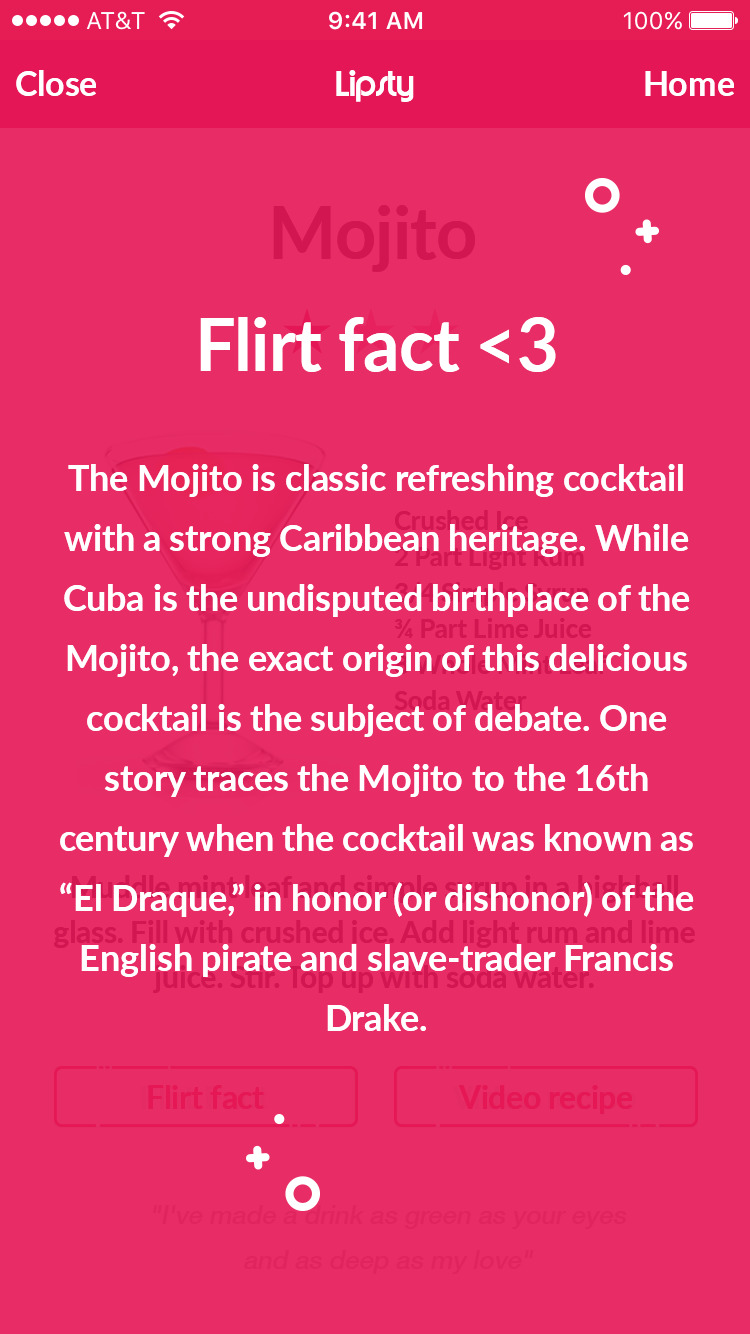 AT&T 9:41 AM 100%
Close Lipsty Home
Mojito
Flirt fact <3
The Mojito is classic refreshing cocktail
with a strong Caribbean heritage. While
Cuba is the undisputed birthplace of the
Mojito, the exact origin of this delicious
cocktail is the subject of debate. One
story traces the Mojito to the 16th
century when the cocktail was known as
“El Draque,” in honor (or dishonor) of the
English pirate and slave-trader Francis
Drake.
Crushed Ice
2 Part Light Rum
¾ Part Lime Juice
Whole Mint Leaf
Soda Water
Muddle mint leaf and simple syrup in a highball
glass. Fill with crushed ice. Add light rum and lime
juice. Stir. Top up with soda water.
Flirt fact Video recipe
"I've made a drink as green as your eyes
and as deep as my love"